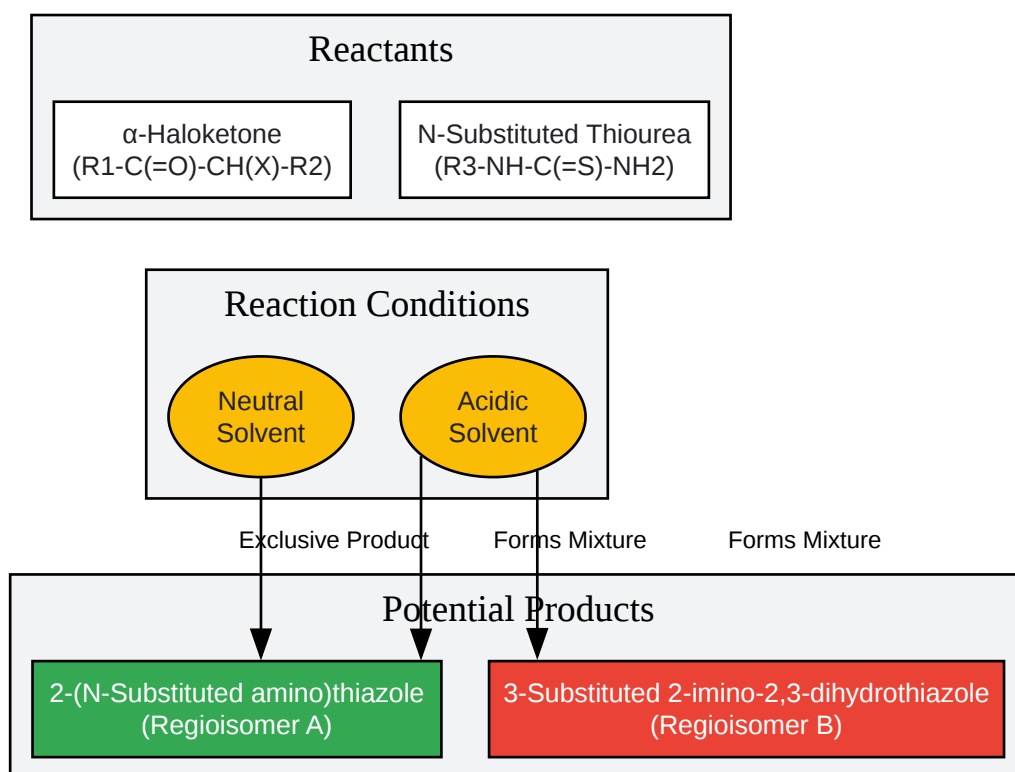 Reactants
α-Haloketone
(R1-C(=O)-CH(X)-R2)
N-Substituted Thiourea
(R3-NH-C(=S)-NH2)
Reaction Conditions
Neutral
Solvent
Acidic
Solvent
Exclusive Product
Forms Mixture
Forms Mixture
Potential Products
2-(N-Substituted amino)thiazole
(Regioisomer A)
3-Substituted 2-imino-2,3-dihydrothiazole
(Regioisomer B)